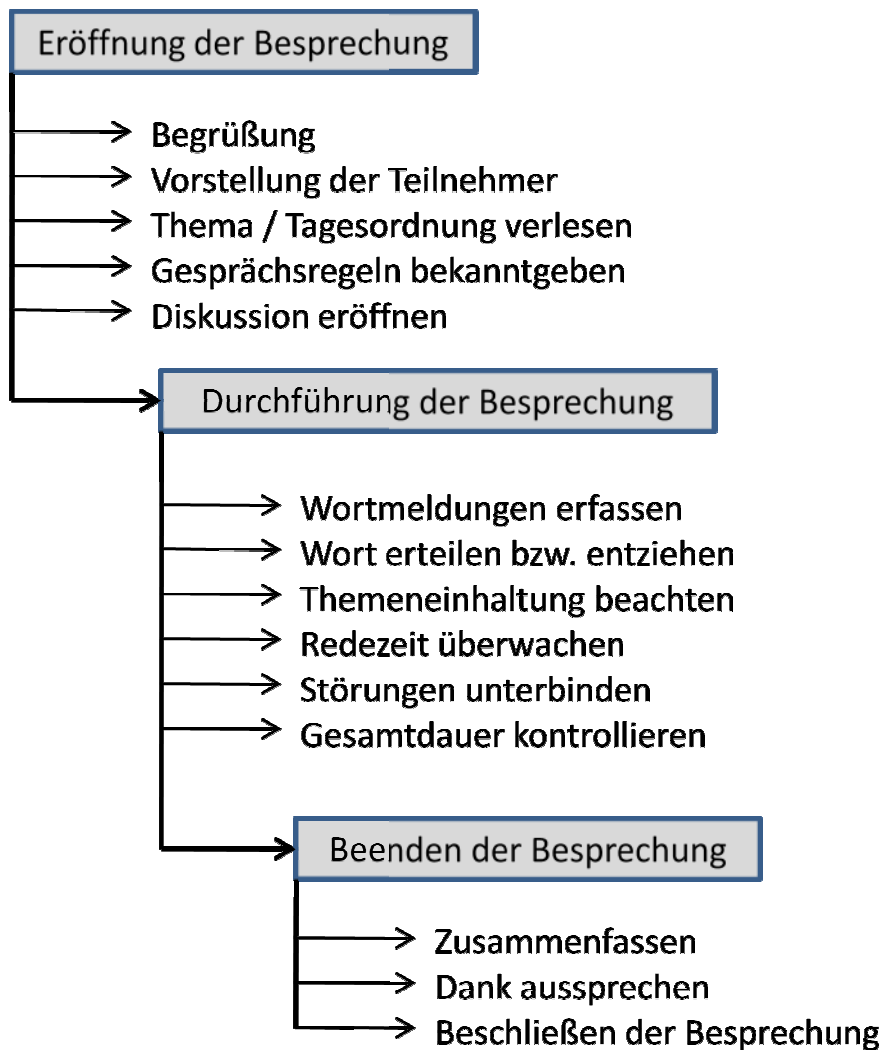 Eröffnung der Besprechung
Begrüßung
Vorstellung der Teilnehmer
Thema / Tagesordnung verlesen
Gesprächsregeln bekanntgeben
Diskussion eröffnen
Durchführung der Besprechung
Wortmeldungen erfassen
Wort erteilen bzw. entziehen
Themeneinhaltung beachten
Redezeit überwachen
Störungen unterbinden
Gesamtdauer kontrollieren
Beenden der Besprechung
Zusammenfassen
Dank aussprechen
Beschließen der Besprechung